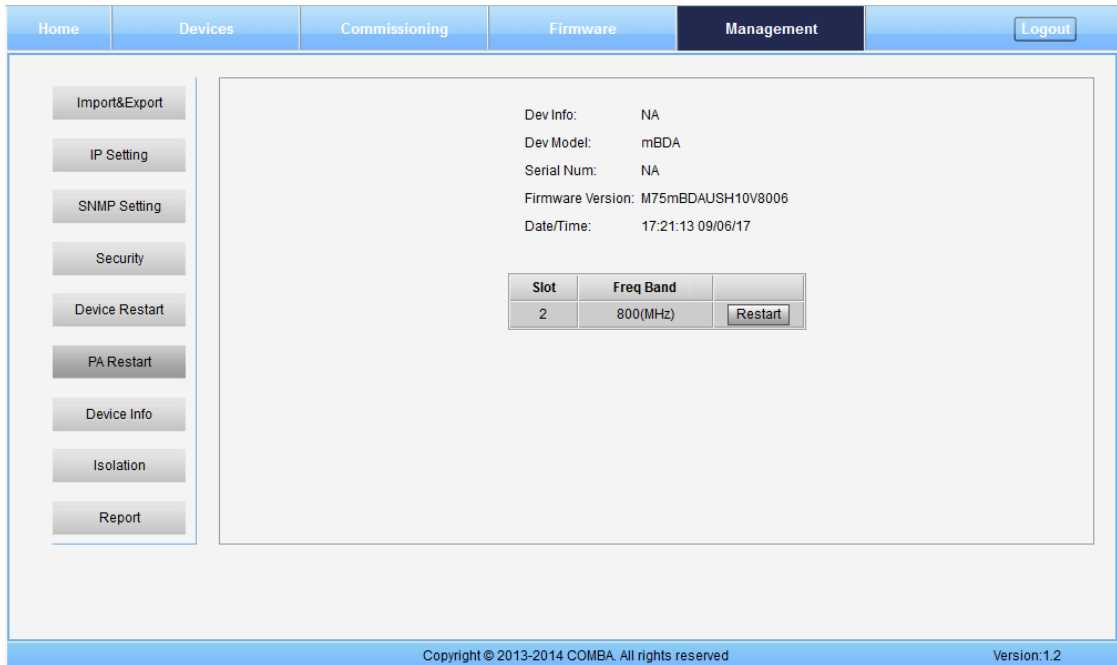 Home Devices Commissioning Firmware Management Logout
Import&Export
IP Setting
SNMP Setting
Security
Device Restart
PA Restart
Device Info
Isolation
Report
Dev Info: NA
Dev Model: mBDA
Serial Num: NA
Firmware Version: M75mBDAUSH10V8006
Date/Time: 17:21:13 09/06/17
Slot Freq Band
2 800(MHz) Restart
Copyright © 2013-2014 COMBA. All rights reserved Version:1.2